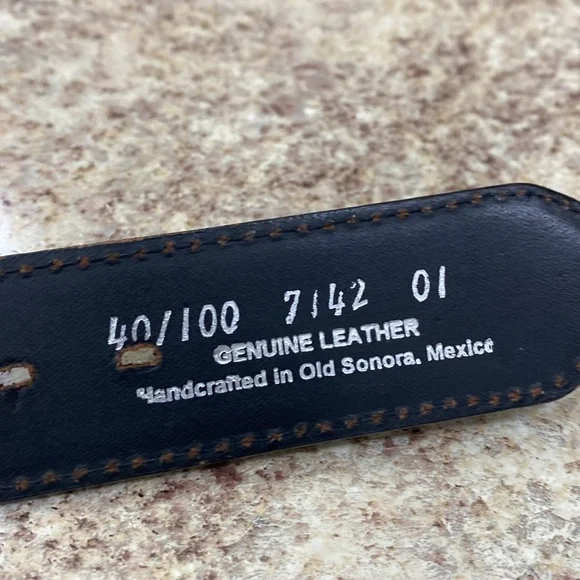 40/100 7142 01
GENUINE LEATHER
Handcrafted in Old Sonora. Mexico